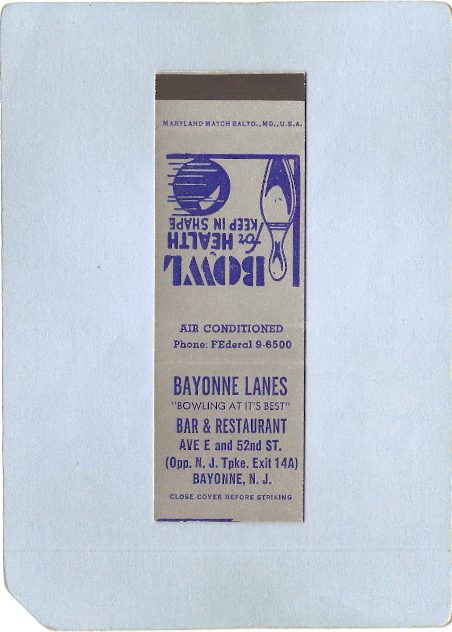 MARYLAND MATCH BALTO., MD., U.S.A.
BOWL
for HEALTH
KEEP IN SHAPE
AIR CONDITIONED
Phone: FEderal 9-6500
BAYONNE LANES
"BOWLING AT IT'S BEST"
BAR & RESTAURANT
AVE E and 52nd ST.
(Opp. N. J. Tpke. Exit 14A)
BAYONNE, N. J.
CLOSE COVER BEFORE STRIKING